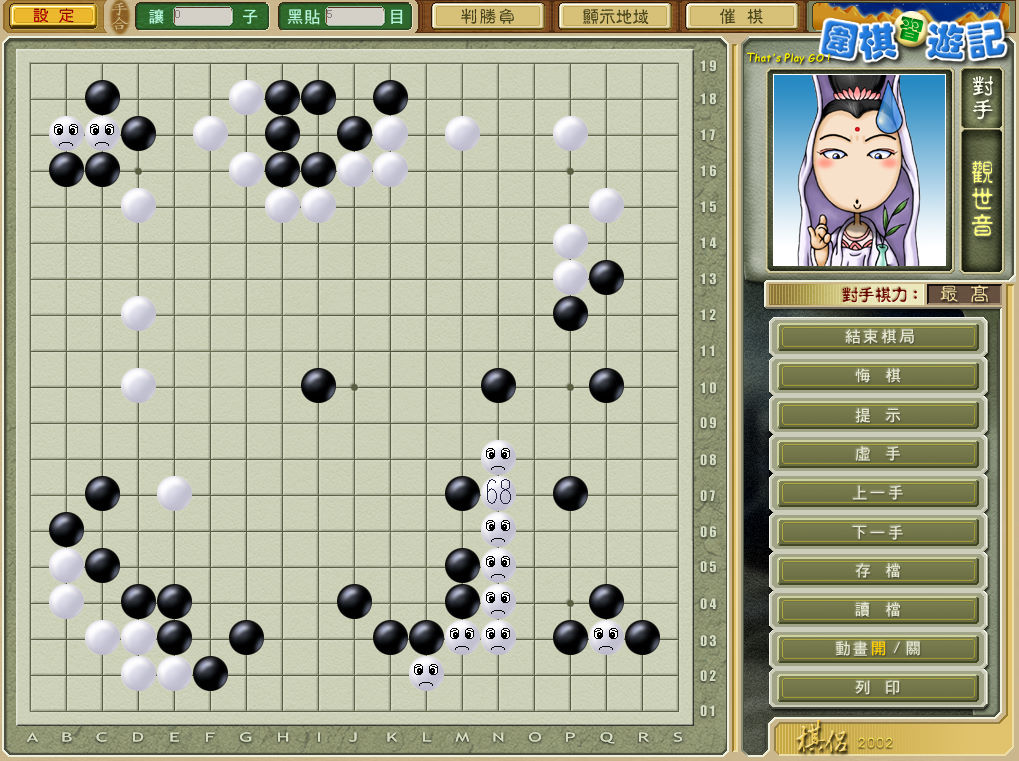 設 定
手合
讓 0 子
黑貼 5 目
判勝負
顯示地域
催 棋
圍棋習遊記
That's Play GO!
對手
觀世音
對手棋力：
最 高
結束棋局
悔 棋
提 示
虛 手
上一手
下一手
存 檔
讀 檔
動畫開／關
列 印
棋侶 2002
19
18
17
16
15
14
13
12
11
10
09
08
07
68
06
05
04
03
02
01
A B C D E F G H I J K L M N O P Q R S